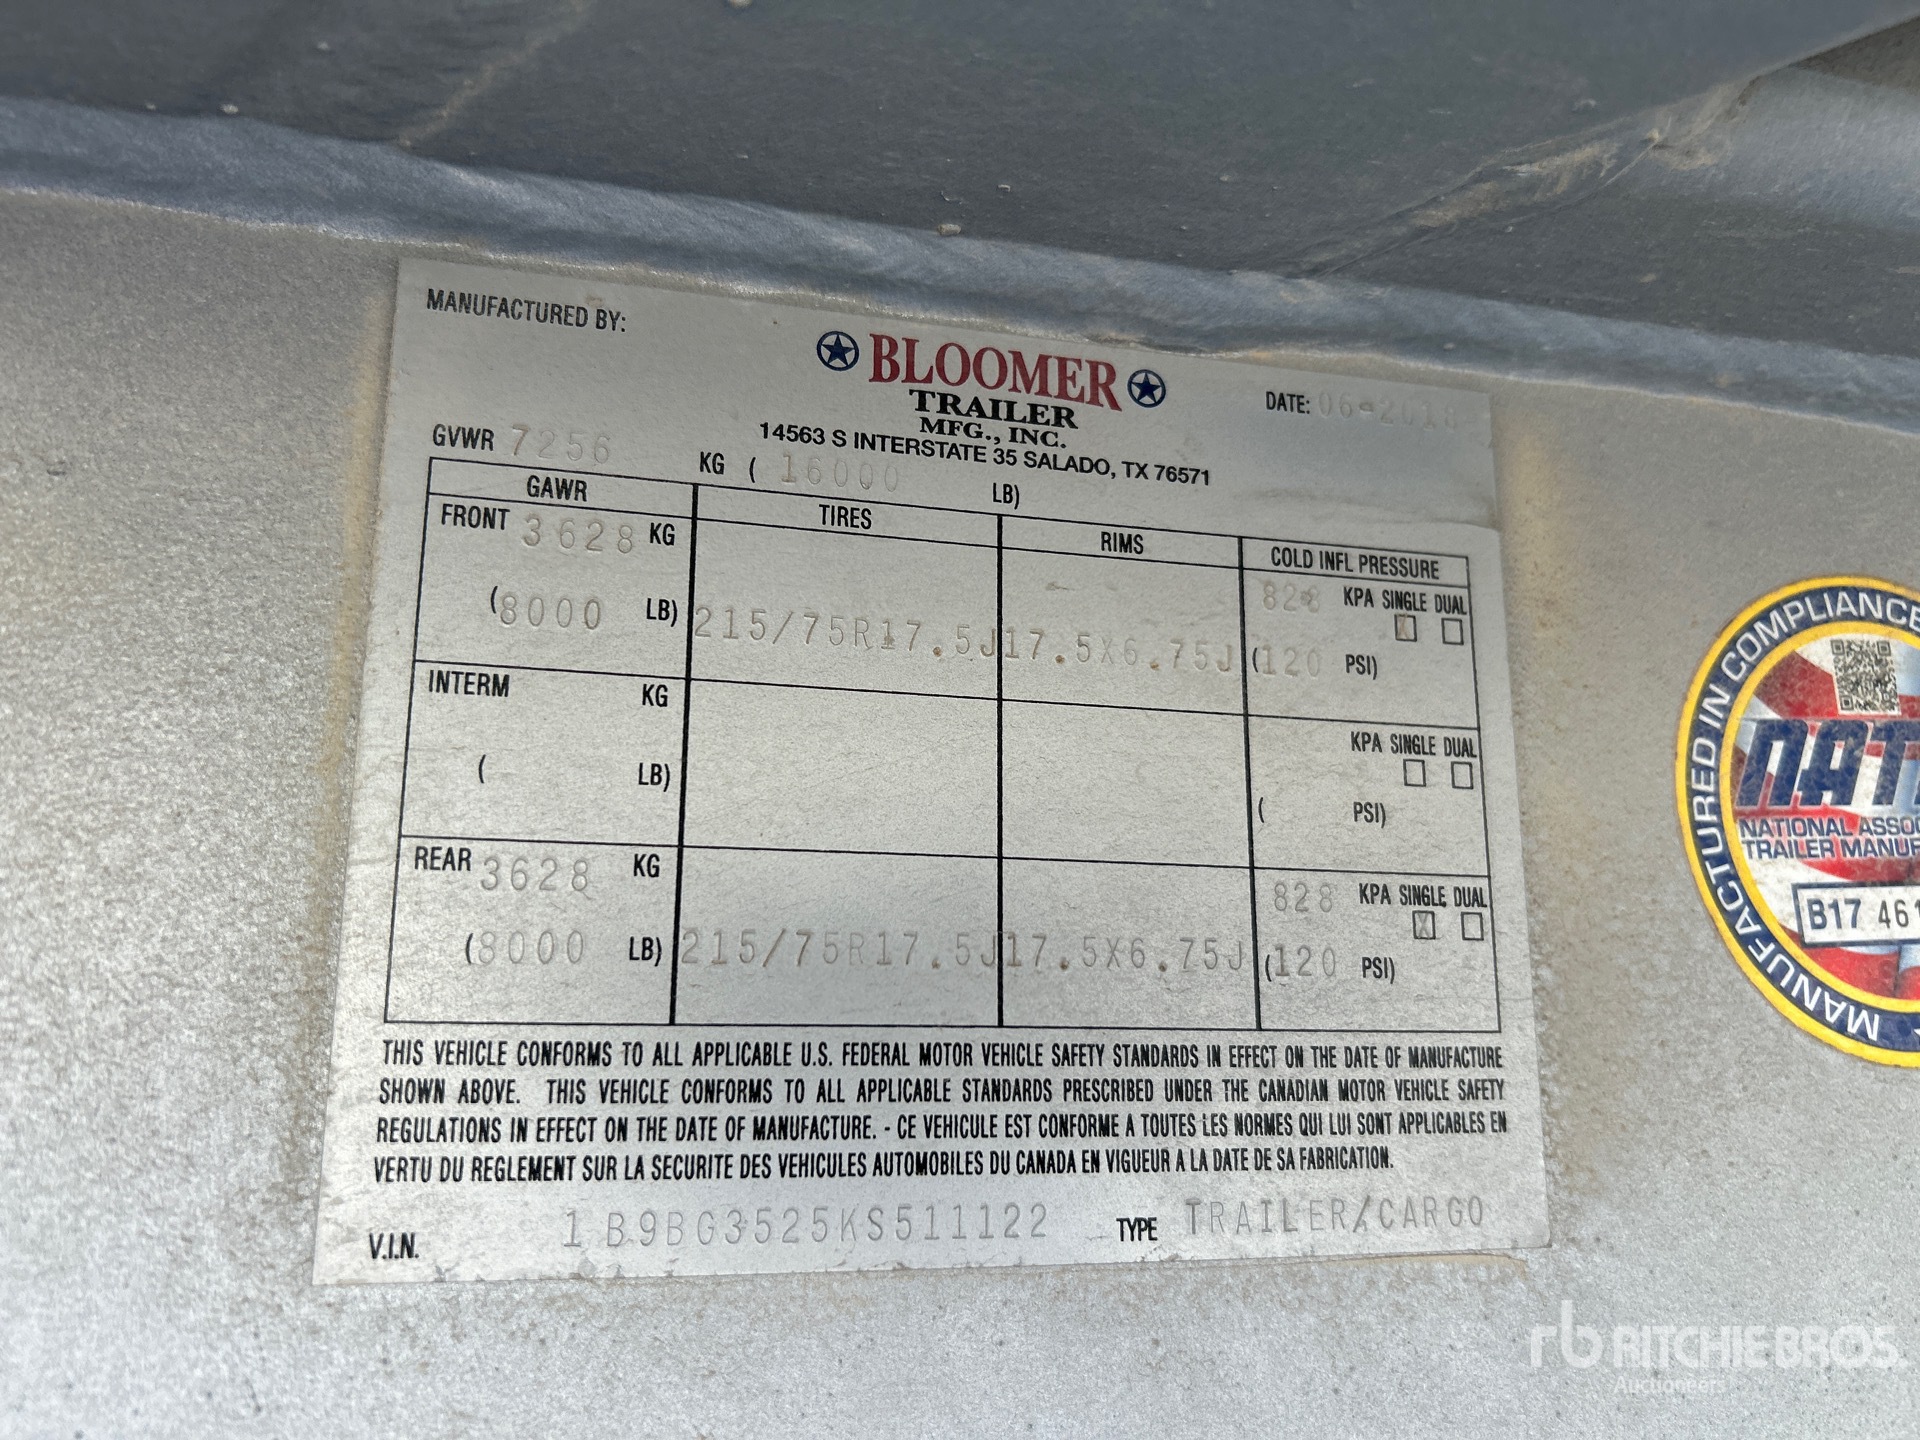 MANUFACTURED BY:
BLOOMER
TRAILER
MFG., INC.
14563 S INTERSTATE 35 SALADO, TX 76571
DATE: 06-2018
GVWR 7256 KG ( 16000 LB)
GAWR TIRES RIMS COLD INFL PRESSURE
FRONT 3628 KG 828 KPA SINGLE DUAL
(8000 LB) 215/75R17.5J 17.5X6.75J (120 PSI)
INTERM KG KPA SINGLE DUAL
( LB) ( PSI)
REAR 3628 KG 828 KPA SINGLE DUAL
X
(8000 LB) 215/75R17.5J 17.5X6.75J (120 PSI)
THIS VEHICLE CONFORMS TO ALL APPLICABLE U.S. FEDERAL MOTOR VEHICLE SAFETY STANDARDS IN EFFECT ON THE DATE OF MANUFACTURE
SHOWN ABOVE. THIS VEHICLE CONFORMS TO ALL APPLICABLE STANDARDS PRESCRIBED UNDER THE CANADIAN MOTOR VEHICLE SAFETY
REGULATIONS IN EFFECT ON THE DATE OF MANUFACTURE. - CE VEHICULE EST CONFORME A TOUTES LES NORMES QUI LUI SONT APPLICABLES EN
VERTU DU REGLEMENT SUR LA SECURITE DES VEHICULES AUTOMOBILES DU CANADA EN VIGUEUR A LA DATE DE SA FABRICATION.
V.I.N. 1B9BG3525KS511122 TYPE TRAILER/CARGO
MANUFACTURED IN COMPLIANCE
NAT
NATIONAL ASSOC
TRAILER MANUF
B17 461
MANUF
rb RITCHIE BROS.
Auctioneers